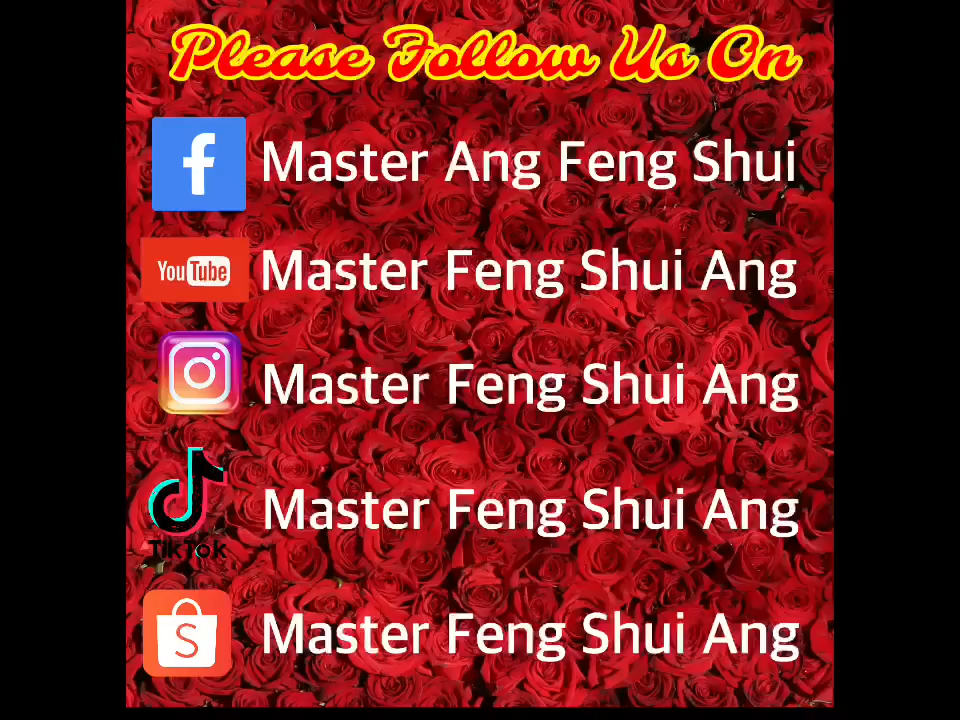 Please Follow Us On
f Master Ang Feng Shui
YouTube Master Feng Shui Ang
Master Feng Shui Ang
Master Feng Shui Ang
TikTok
S Master Feng Shui Ang